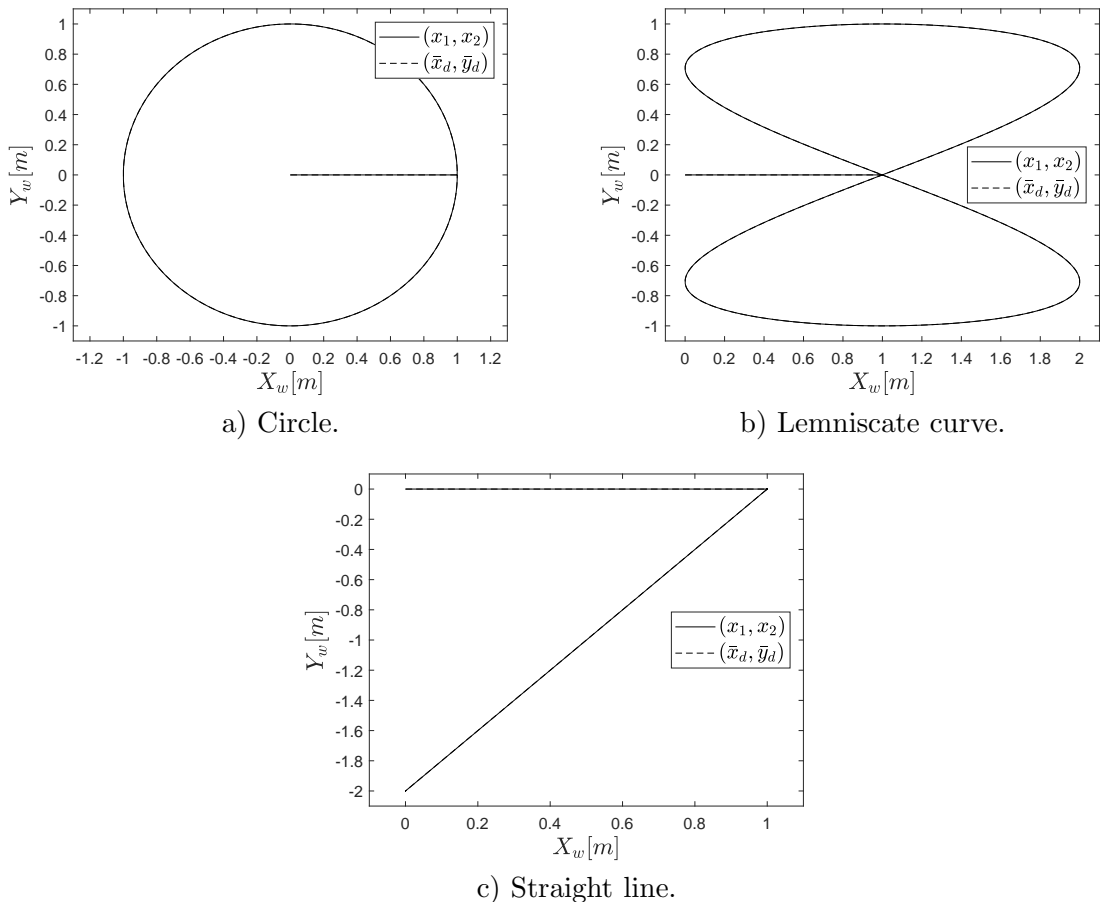 1
0.8
0.6
0.4
0.2
0
-0.2
-0.4
-0.6
-0.8
-1
Y_w[m]
(x_1, x_2)
(x̄_d, ȳ_d)
-1.2 -1 -0.8 -0.6 -0.4 -0.2 0 0.2 0.4 0.6 0.8 1 1.2
X_w[m]
a) Circle.
1
0.8
0.6
0.4
0.2
0
-0.2
-0.4
-0.6
-0.8
-1
Y_w[m]
(x_1, x_2)
(x̄_d, ȳ_d)
0 0.2 0.4 0.6 0.8 1 1.2 1.4 1.6 1.8 2
X_w[m]
b) Lemniscate curve.
0
-0.2
-0.4
-0.6
-0.8
-1
-1.2
-1.4
-1.6
-1.8
-2
Y_w[m]
(x_1, x_2)
(x̄_d, ȳ_d)
0 0.2 0.4 0.6 0.8 1
X_w[m]
c) Straight line.